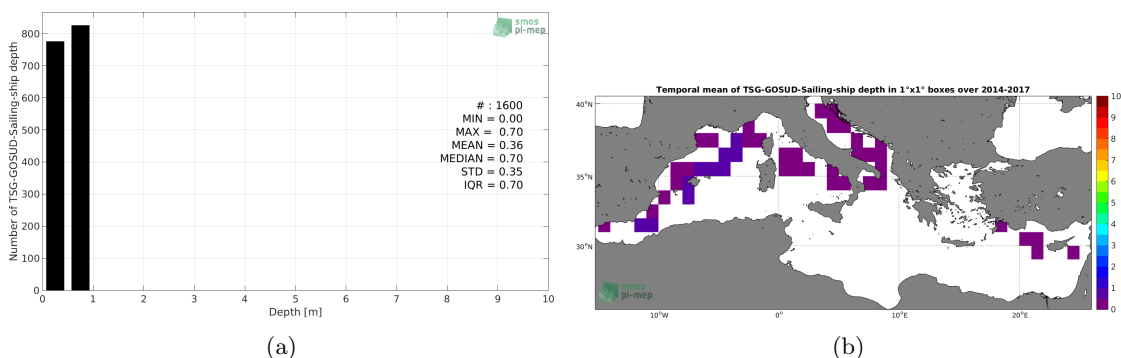 smos
pi-mep
Number of TSG-GOSUD-Sailing-ship depth
800
700
600
500
400
300
200
100
0
# : 1600
MIN = 0.00
MAX = 0.70
MEAN = 0.36
MEDIAN = 0.70
STD = 0.35
IQR = 0.70
0 1 2 3 4 5 6 7 8 9 10
Depth [m]
(a)
Temporal mean of TSG-GOSUD-Sailing-ship depth in 1°x1° boxes over 2014-2017
40°N
35°N
30°N
10°W 0° 10°E 20°E
10
9
8
7
6
5
4
3
2
1
0
smos
pi-mep
(b)